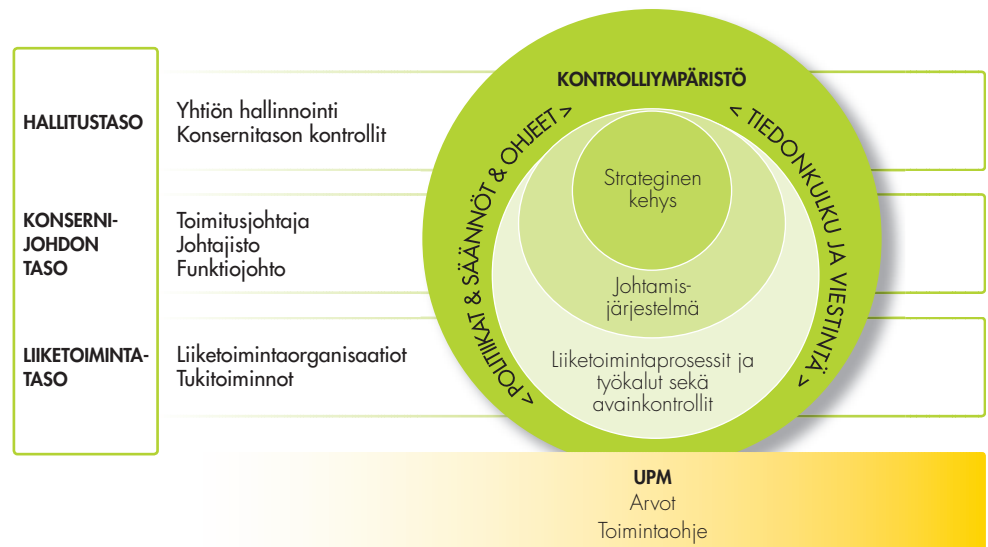 KONTROLLIYMPÄRISTÖ
< POLITIIKAT & SÄÄNNÖT & OHJEET >
< TIEDONKULKU JA VIESTINTÄ >
HALLITUSTASO
Yhtiön hallinnointi
Konsernitason kontrollit
Strateginen
kehys
KONSERNI-
JOHDON
TASO
Toimitusjohtaja
Johtajisto
Funktiojohto
Johtamis-
järjestelmä
LIIKETOIMINTA-
TASO
Liiketoimintaorganisaatiot
Tukitoiminnot
Liiketoimintaprosessit ja
työkalut sekä
avainkontrollit
UPM
Arvot
Toimintaohje